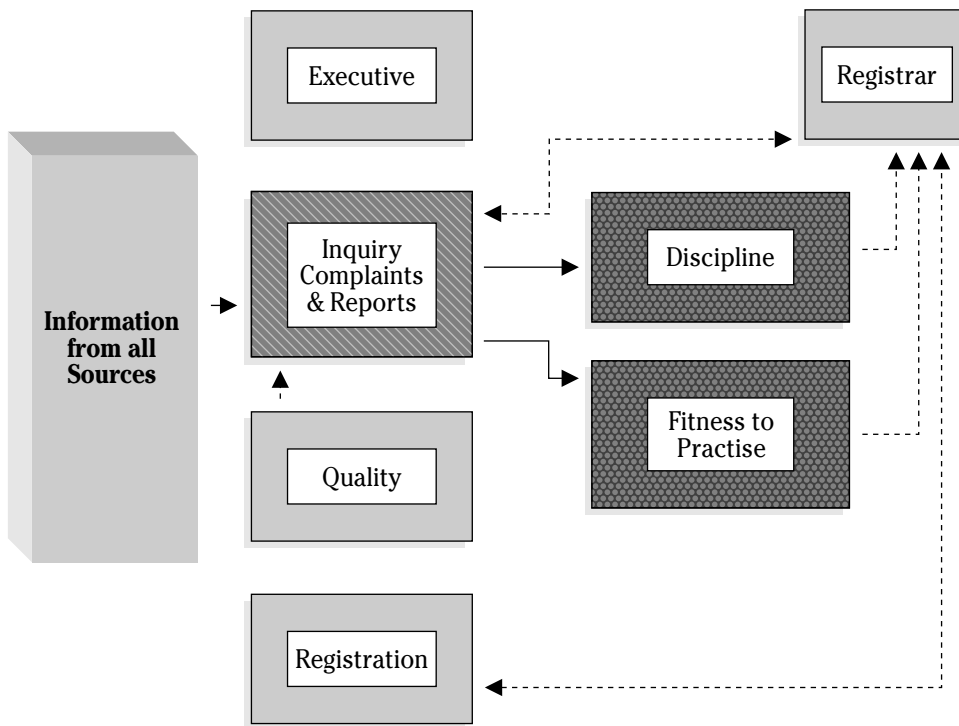 Executive
Registrar
Information
from all
Sources
Inquiry
Complaints
& Reports
Discipline
Fitness to
Practise
Quality
Registration